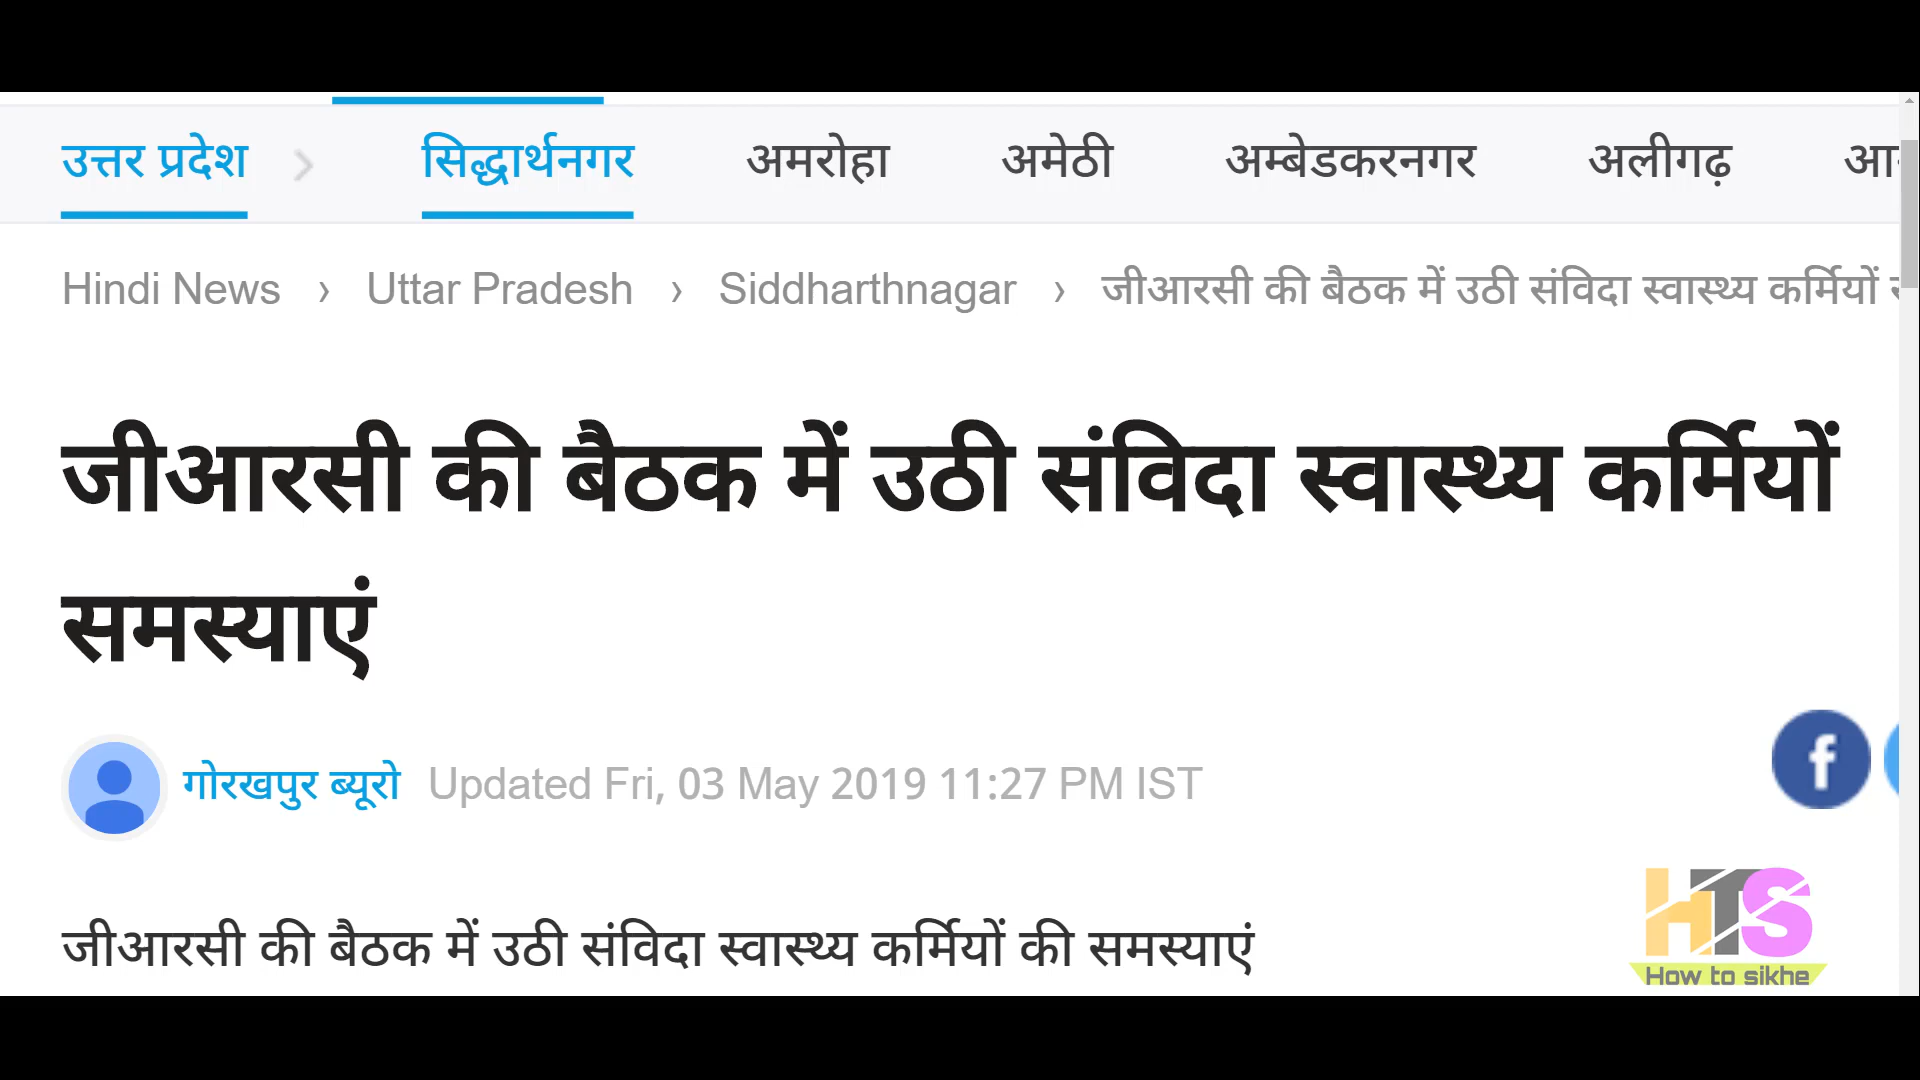 उत्तर प्रदेश › सिद्धार्थनगर अमरोहा अमेठी अम्बेडकरनगर अलीगढ़
Hindi News › Uttar Pradesh › Siddharthnagar › जीआरसी की बैठक में उठी संविदा स्वास्थ्य कर्मियों
जीआरसी की बैठक में उठी संविदा स्वास्थ्य कर्मियों
समस्याएं
गोरखपुर ब्यूरो Updated Fri, 03 May 2019 11:27 PM IST
जीआरसी की बैठक में उठी संविदा स्वास्थ्य कर्मियों की समस्याएं
HTS
How to sikhe